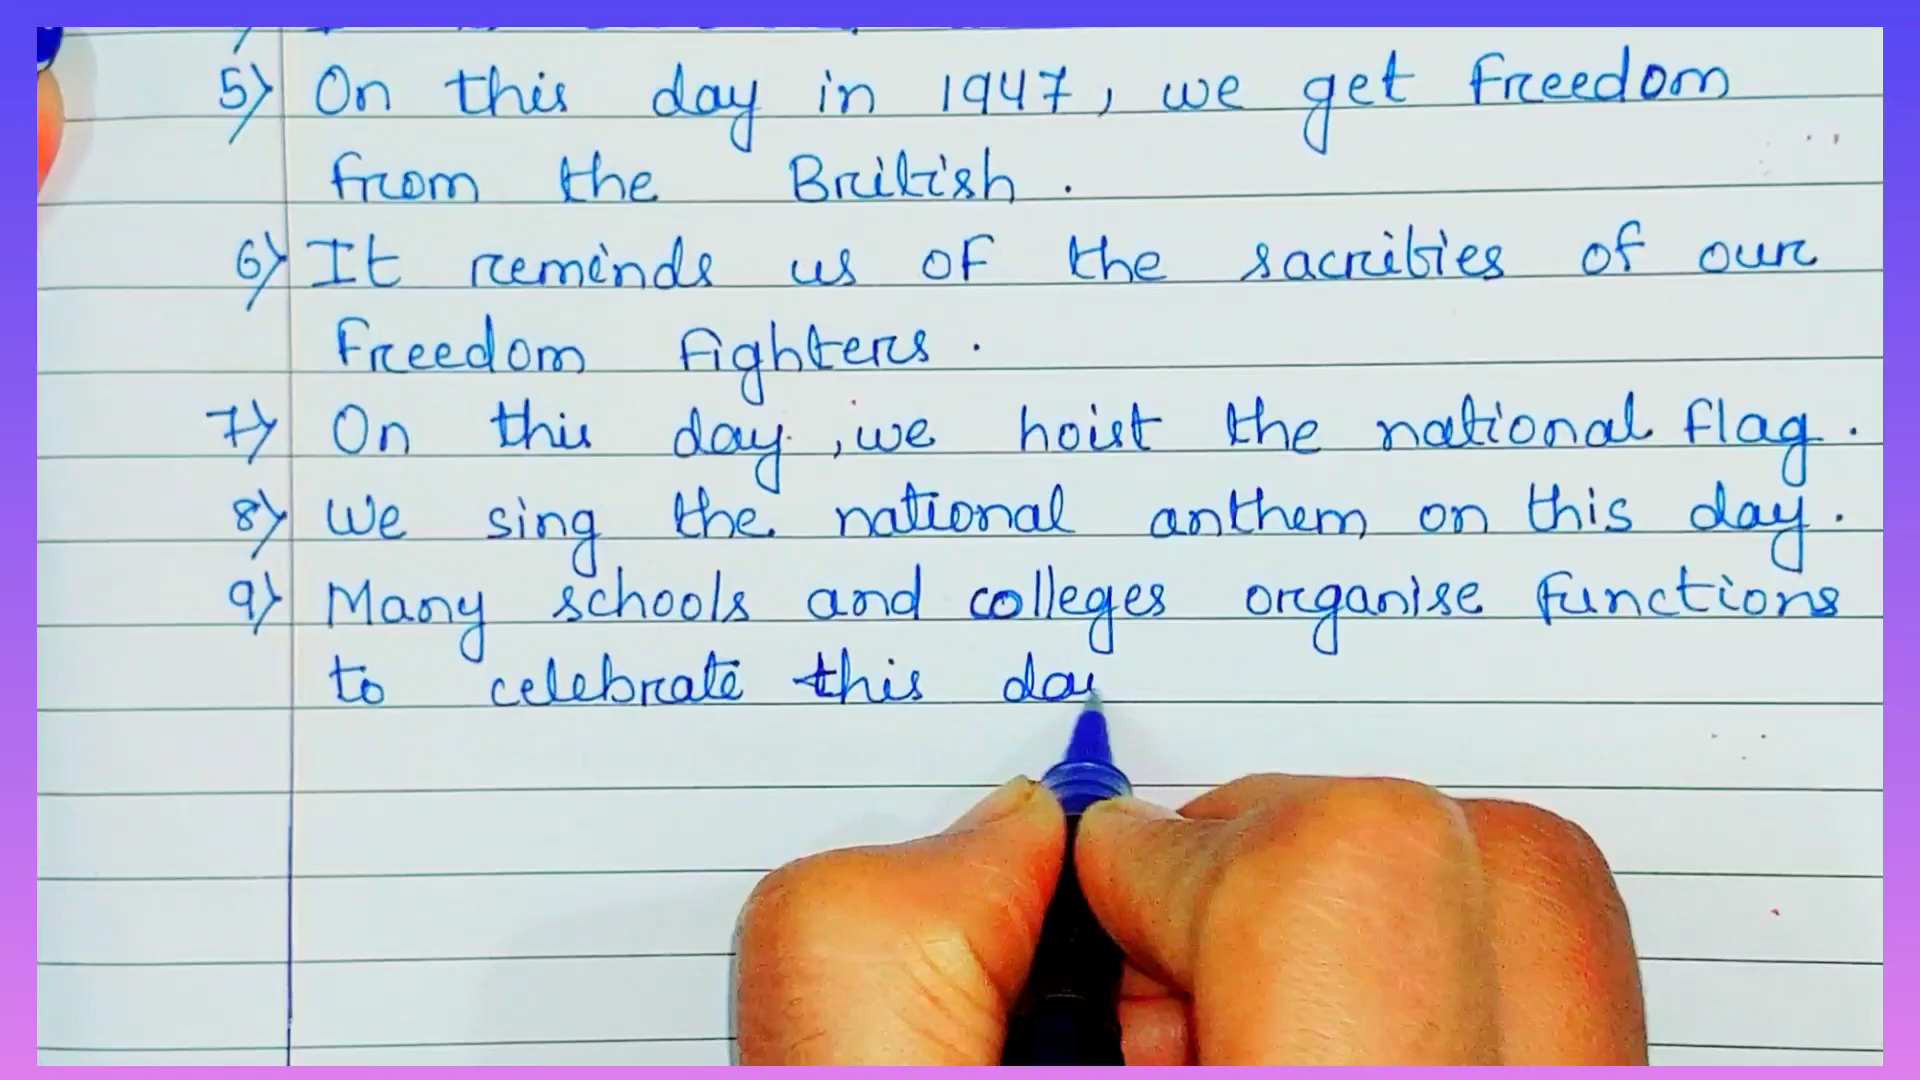 5) On this day in 1947, we get Freedom
from the British.
6) It reminds us of the sacribies of our
Freedom Fighters.
7) On this day, we hoist the national flag.
8) We sing the national anthem on this day.
9) Many schools and colleges organise functions
to celebrate this day